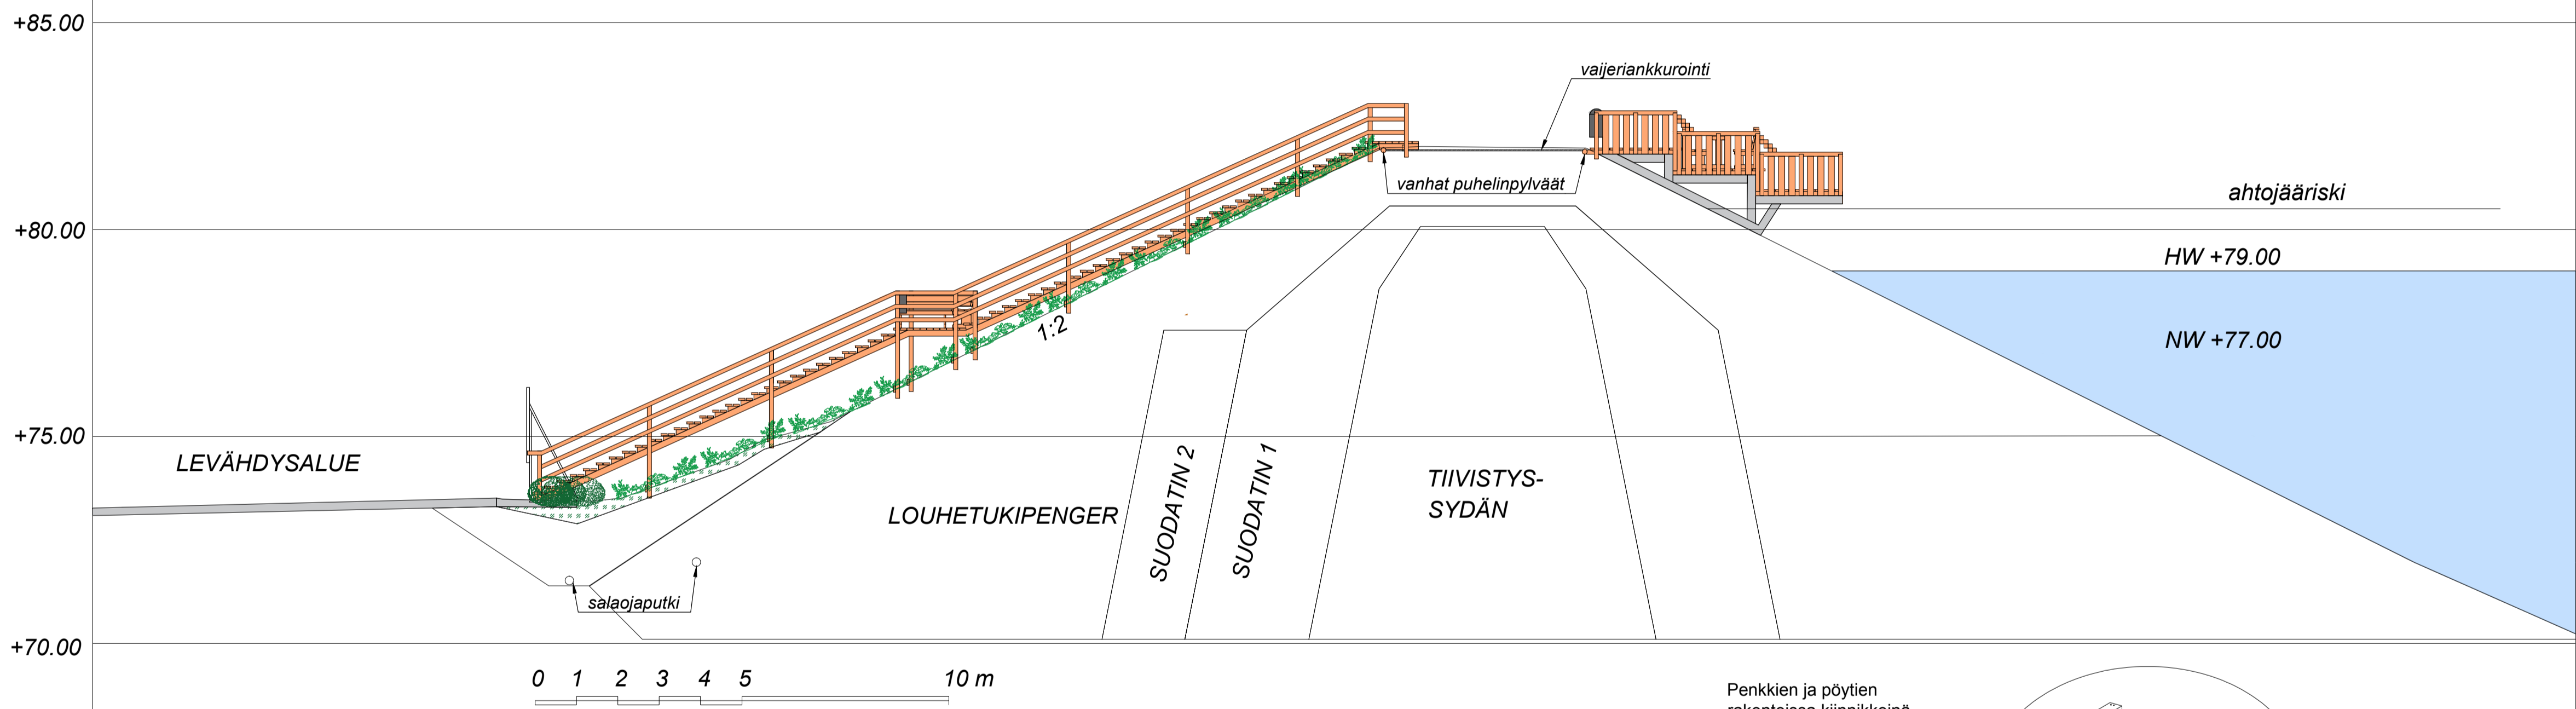 +85.00
vaijeriankkurointi
vanhat puhelinpylväät
ahtojääriski
+80.00
HW +79.00
1:2
NW +77.00
+75.00
LEVÄHDYSALUE
LOUHETUKIPENGER
SUODATIN 2
SUODATIN 1
TIIVISTYS-
SYDÄN
salaojaputki
+70.00
0 1 2 3 4 5 10 m
Penkkien ja pöytien